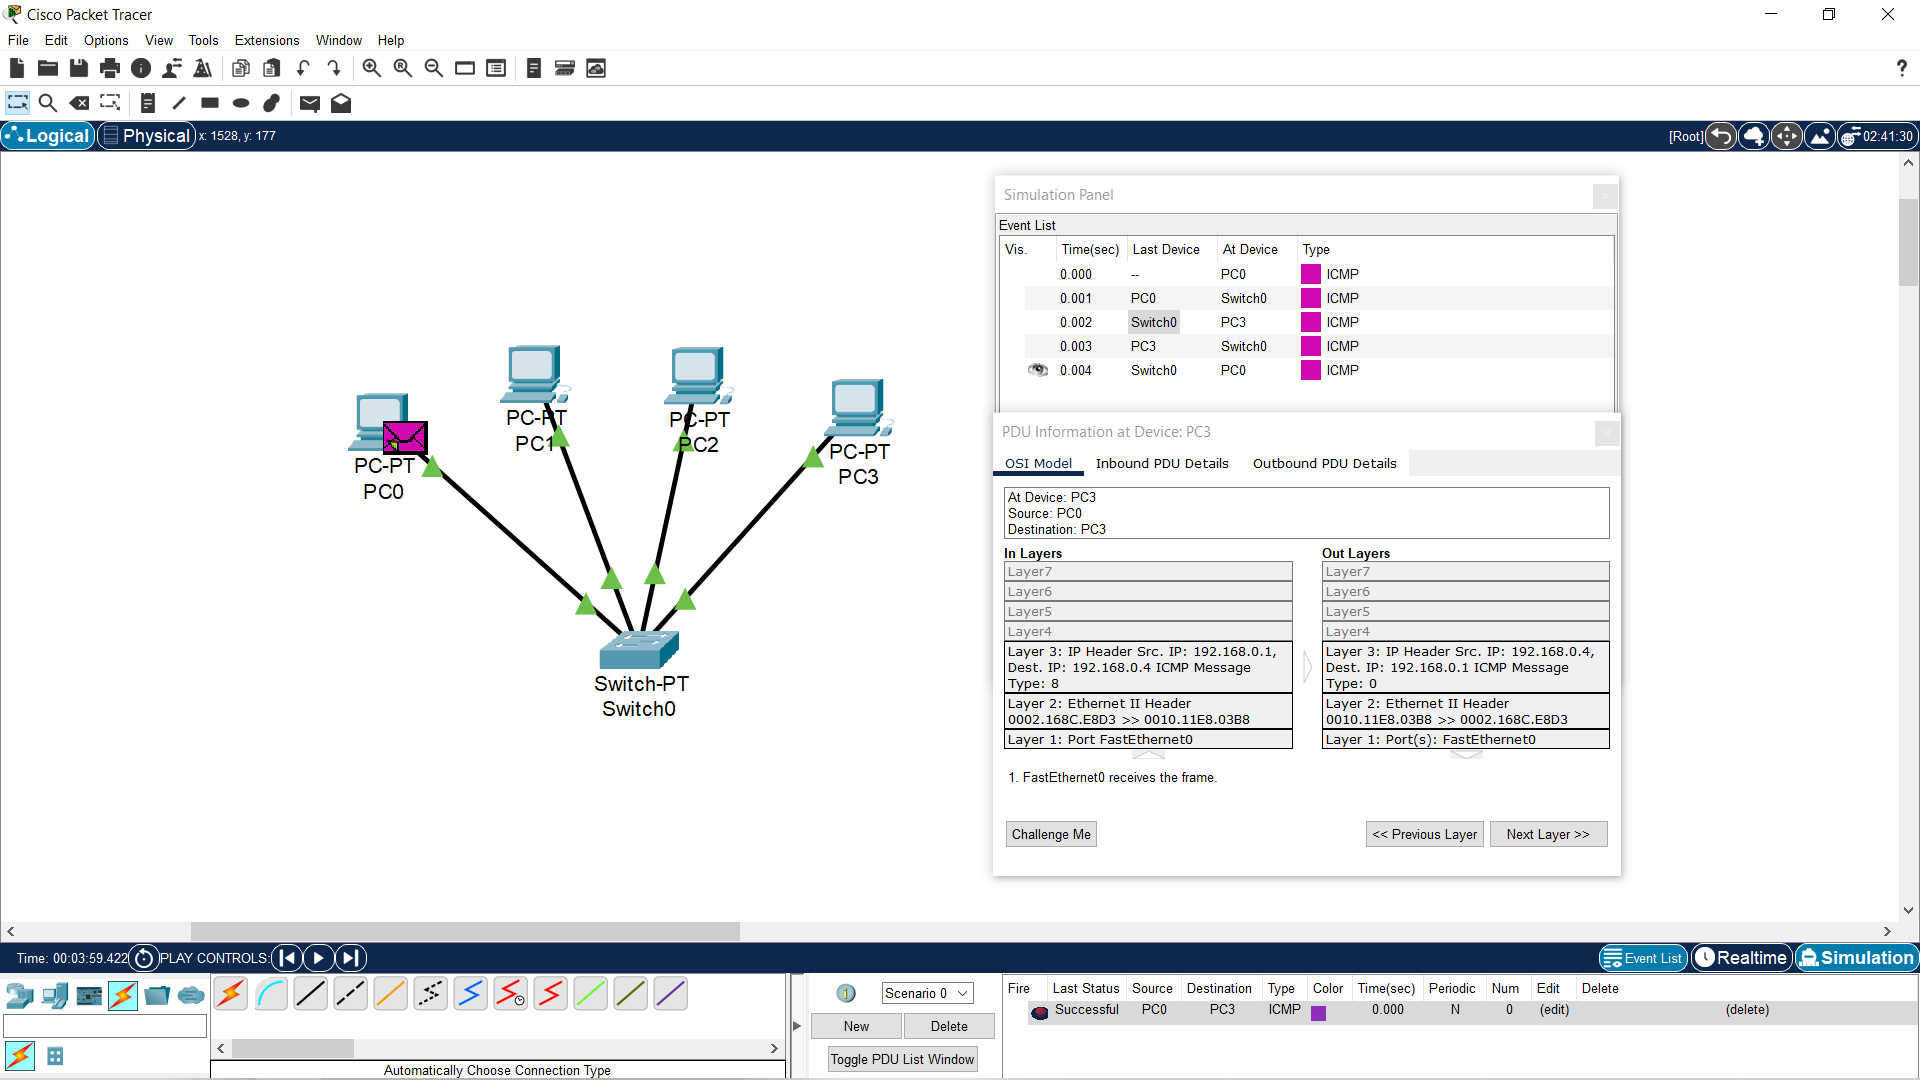 Cisco Packet Tracer
File Edit Options View Tools Extensions Window Help
?
Logical Physical x: 1528, y: 177
[Root] 02:41:30
PC-PT
PC0
PC-PT
PC1
PC-PT
PC2
PC-PT
PC3
Switch-PT
Switch0
Simulation Panel
Event List
Vis. Time(sec) Last Device At Device Type
0.000 -- PC0 ICMP
0.001 PC0 Switch0 ICMP
0.002 Switch0 PC3 ICMP
0.003 PC3 Switch0 ICMP
0.004 Switch0 PC0 ICMP
PDU Information at Device: PC3
OSI Model Inbound PDU Details Outbound PDU Details
At Device: PC3
Source: PC0
Destination: PC3
In Layers
Layer7
Layer6
Layer5
Layer4
Layer 3: IP Header Src. IP: 192.168.0.1,
Dest. IP: 192.168.0.4 ICMP Message
Type: 8
Layer 2: Ethernet II Header
0002.168C.E8D3 >> 0010.11E8.03B8
Layer 1: Port FastEthernet0
Out Layers
Layer7
Layer6
Layer5
Layer4
Layer 3: IP Header Src. IP: 192.168.0.4,
Dest. IP: 192.168.0.1 ICMP Message
Type: 0
Layer 2: Ethernet II Header
0010.11E8.03B8 >> 0002.168C.E8D3
Layer 1: Port(s): FastEthernet0
1. FastEthernet0 receives the frame.
Challenge Me << Previous Layer Next Layer >>
Time: 00:03:59.422 PLAY CONTROLS:
Event List Realtime Simulation
Automatically Choose Connection Type
Scenario 0
New Delete
Toggle PDU List Window
Fire Last Status Source Destination Type Color Time(sec) Periodic Num Edit Delete
Successful PC0 PC3 ICMP 0.000 N 0 (edit) (delete)